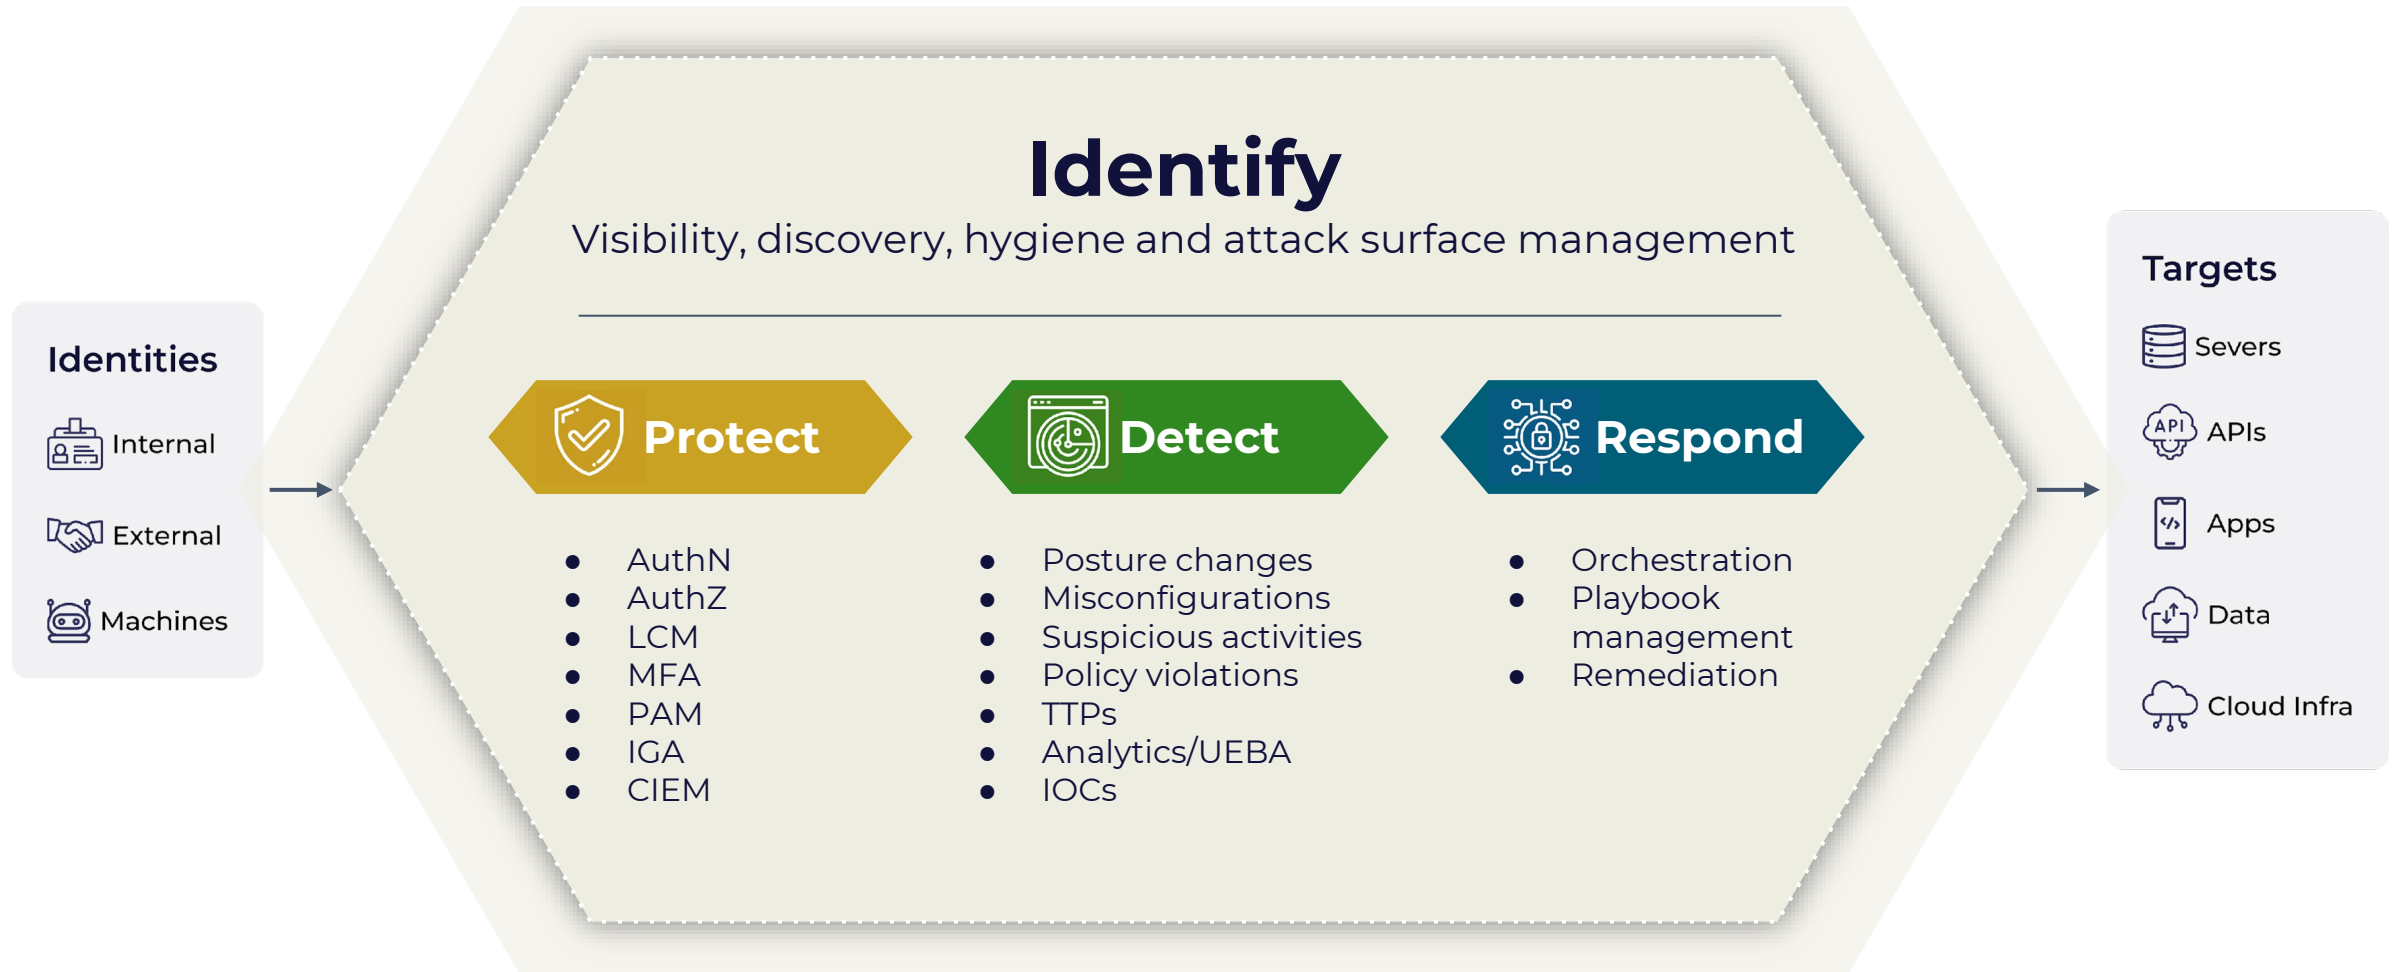 Identify
Visibility, discovery, hygiene and attack surface management
Identities
Internal
External
Machines
Protect
AuthN
AuthZ
LCM
MFA
PAM
IGA
CIEM
Detect
Posture changes
Misconfigurations
Suspicious activities
Policy violations
TTPs
Analytics/UEBA
IOCs
Respond
Orchestration
Playbook
management
Remediation
Targets
Severs
API
APIs
Apps
Data
Cloud Infra